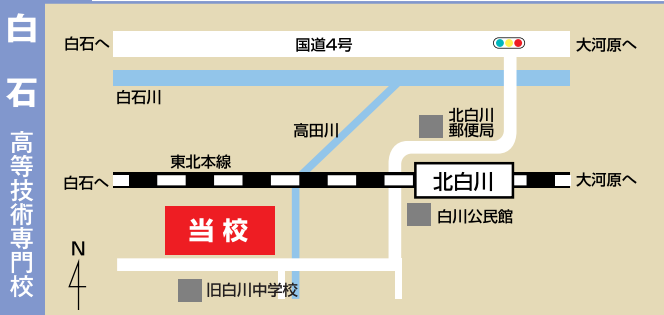 白石
高等技術専門校
白石へ
国道4号
大河原へ
白石川
高田川
北白川
郵便局
東北本線
白石へ
北白川
大河原へ
白川公民館
当校
N
旧白川中学校